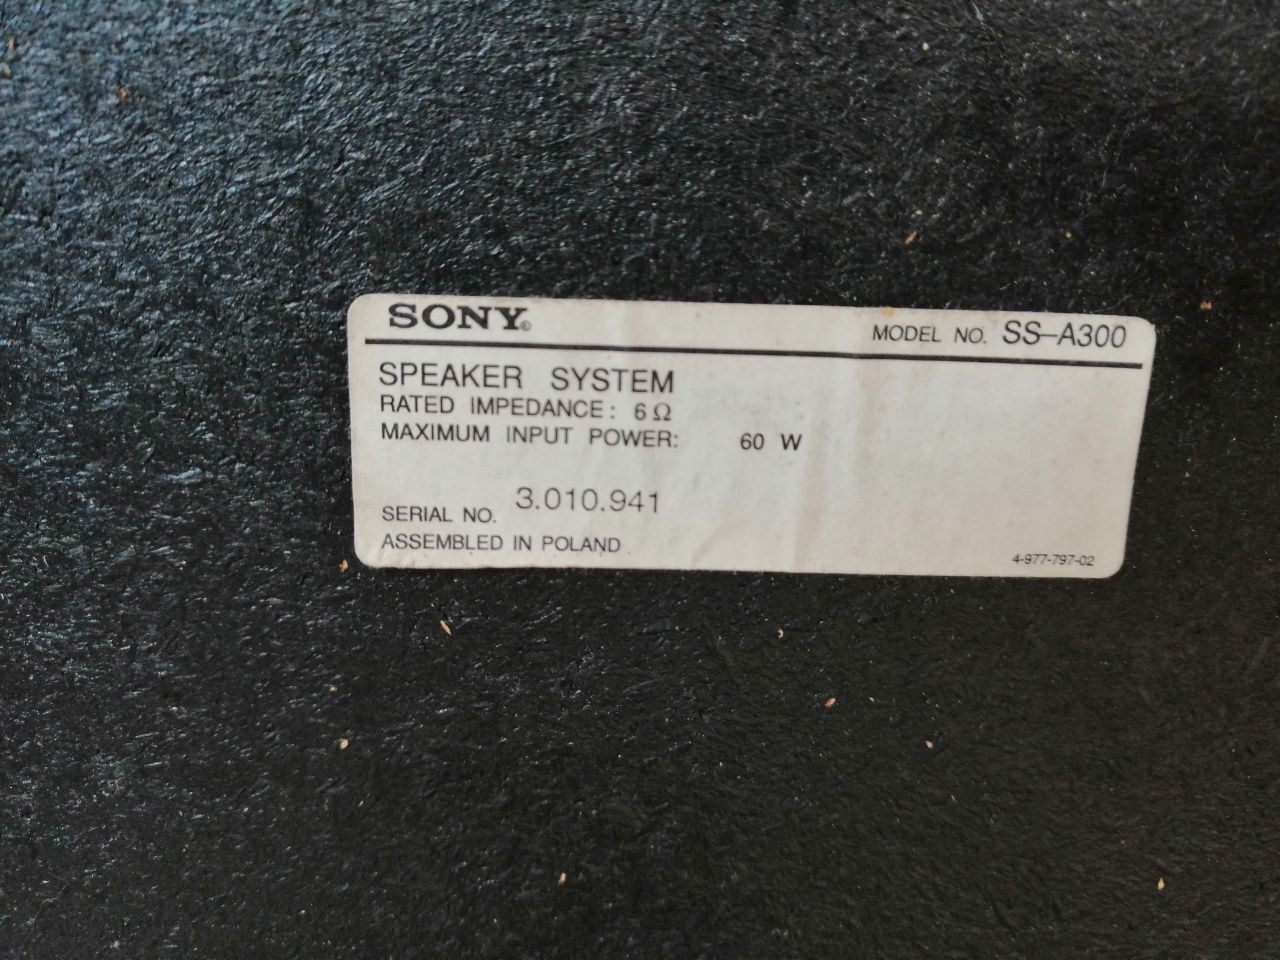 SONY®
MODEL NO. SS-A300
SPEAKER SYSTEM
RATED IMPEDANCE: 6Ω
MAXIMUM INPUT POWER: 60 W
SERIAL NO. 3.010.941
ASSEMBLED IN POLAND
4-977-797-02